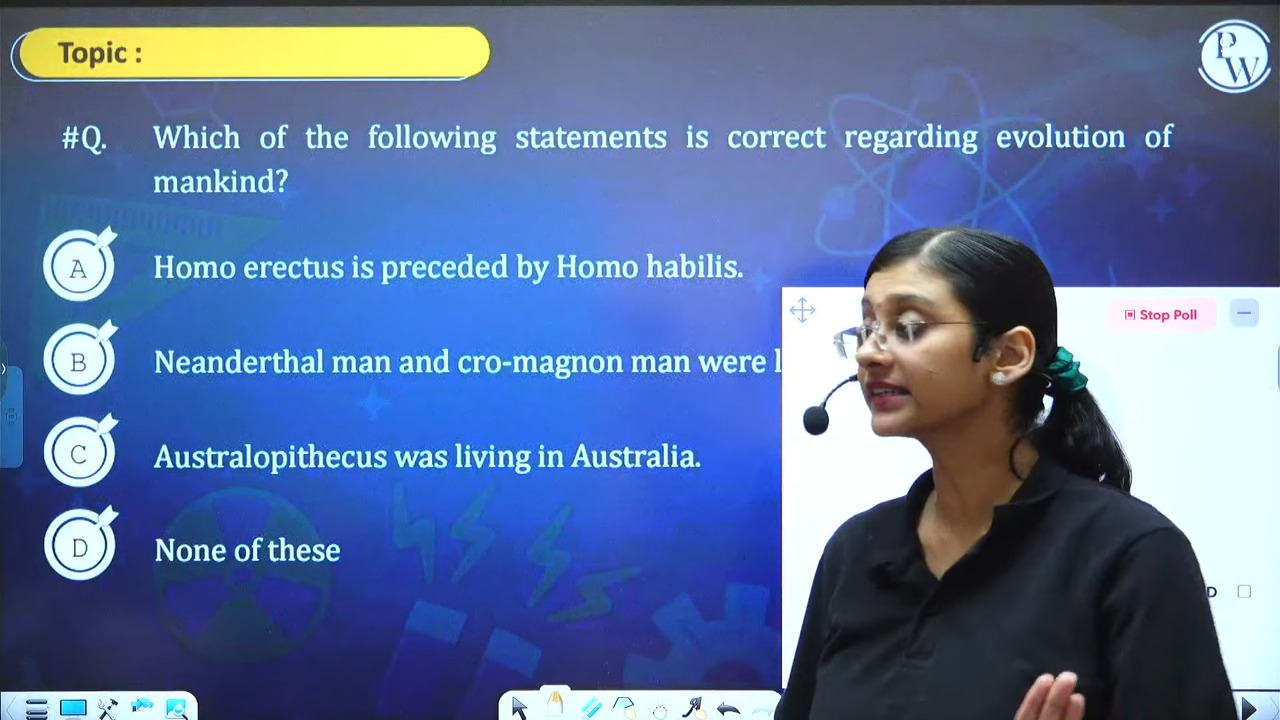 Topic :
PW
#Q. Which of the following statements is correct regarding evolution of
mankind?
A Homo erectus is preceded by Homo habilis.
Stop Poll
B Neanderthal man and cro-magnon man were l
C Australopithecus was living in Australia.
D None of these
D